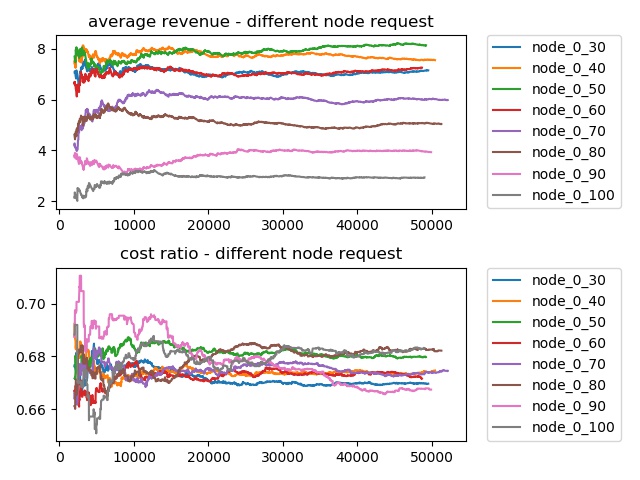 average revenue - different node request
8
6
4
2
0 10000 20000 30000 40000 50000
node_0_30
node_0_40
node_0_50
node_0_60
node_0_70
node_0_80
node_0_90
node_0_100
cost ratio - different node request
0.70
0.68
0.66
0 10000 20000 30000 40000 50000
node_0_30
node_0_40
node_0_50
node_0_60
node_0_70
node_0_80
node_0_90
node_0_100